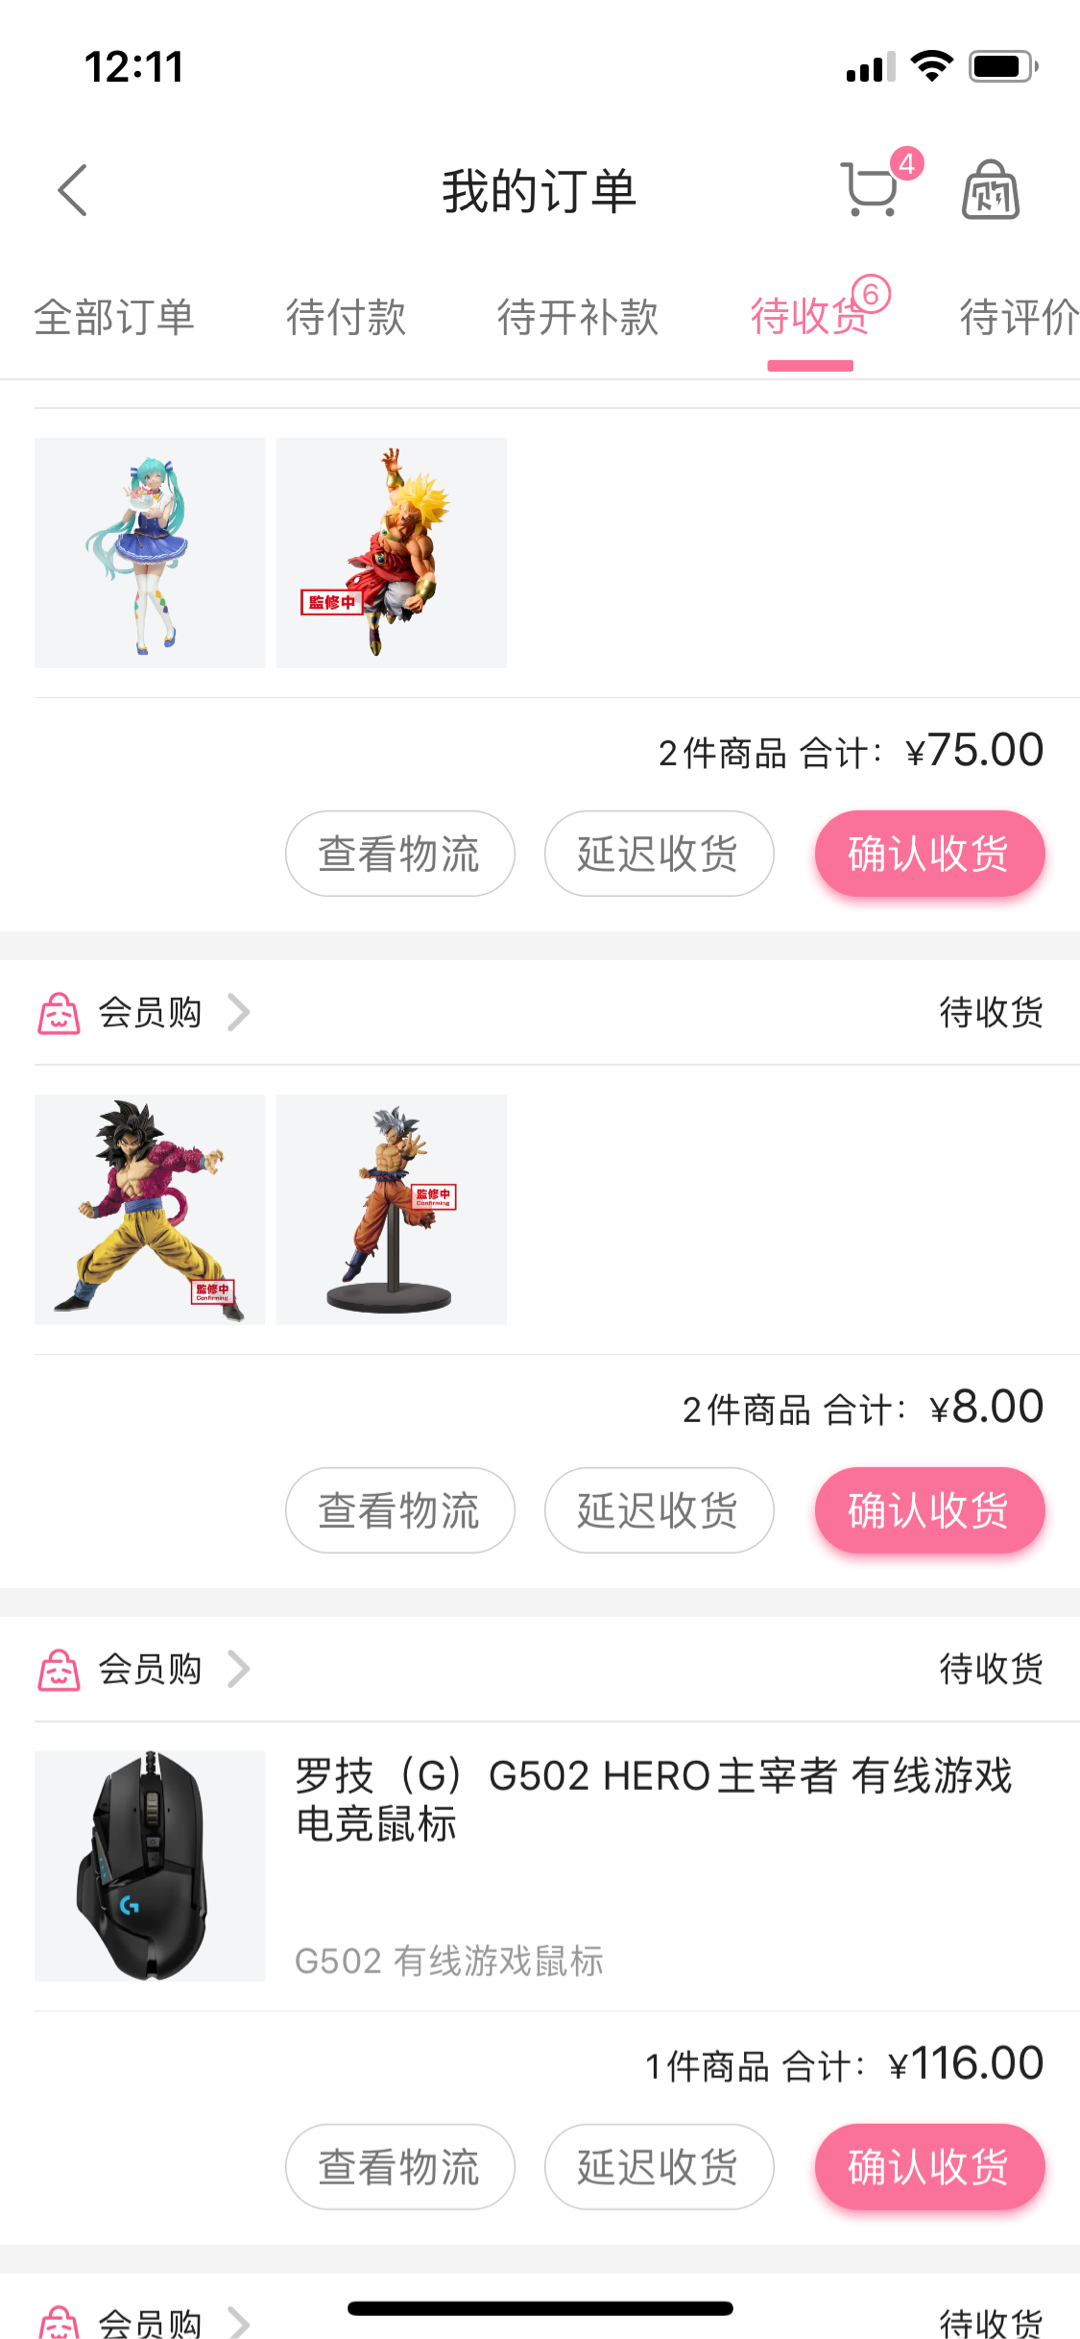 12:11
我的订单
4
购
全部订单 待付款 待开补款 待收货 6 待评价
監修中
2件商品 合计：¥75.00
查看物流 延迟收货 确认收货
会员购 待收货
監修中
Confirming
監修中
Confirming
2件商品 合计：¥8.00
查看物流 延迟收货 确认收货
会员购 待收货
罗技（G）G502 HERO主宰者 有线游戏
电竞鼠标
G
G502 有线游戏鼠标
1件商品 合计：¥116.00
查看物流 延迟收货 确认收货
会员购 待收货